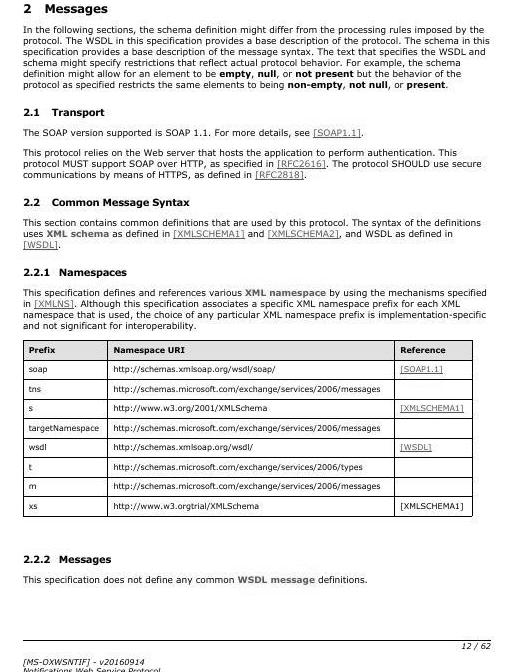 2 Messages
In the following sections, the schema definition might differ from the processing rules imposed by the
protocol. The WSDL in this specification provides a base description of the protocol. The schema in this
specification provides a base description of the message syntax. The text that specifies the WSDL and
schema might specify restrictions that reflect actual protocol behavior. For example, the schema
definition might allow for an element to be empty, null, or not present but the behavior of the
protocol as specified restricts the same elements to being non-empty, not null, or present.
2.1 Transport
The SOAP version supported is SOAP 1.1. For more details, see [SOAP1.1].
This protocol relies on the Web server that hosts the application to perform authentication. This
protocol MUST support SOAP over HTTP, as specified in [RFC2616]. The protocol SHOULD use secure
communications by means of HTTPS, as defined in [RFC2818].
2.2 Common Message Syntax
This section contains common definitions that are used by this protocol. The syntax of the definitions
uses XML schema as defined in [XMLSCHEMA1] and [XMLSCHEMA2], and WSDL as defined in
[WSDL].
2.2.1 Namespaces
This specification defines and references various XML namespace by using the mechanisms specified
in [XMLNS]. Although this specification associates a specific XML namespace prefix for each XML
namespace that is used, the choice of any particular XML namespace prefix is implementation-specific
and not significant for interoperability.
Prefix Namespace URI Reference
soap http://schemas.xmlsoap.org/wsdl/soap/ [SOAP1.1]
tns http://schemas.microsoft.com/exchange/services/2006/messages
s http://www.w3.org/2001/XMLSchema [XMLSCHEMA1]
targetNamespace http://schemas.microsoft.com/exchange/services/2006/messages
wsdl http://schemas.xmlsoap.org/wsdl/ [WSDL]
t http://schemas.microsoft.com/exchange/services/2006/types
m http://schemas.microsoft.com/exchange/services/2006/messages
xs http://www.w3.orgtrial/XMLSchema [XMLSCHEMA1]
2.2.2 Messages
This specification does not define any common WSDL message definitions.
12 / 62
[MS-OXWSNTIF] - v20160914
Notifications Web Service Protocol